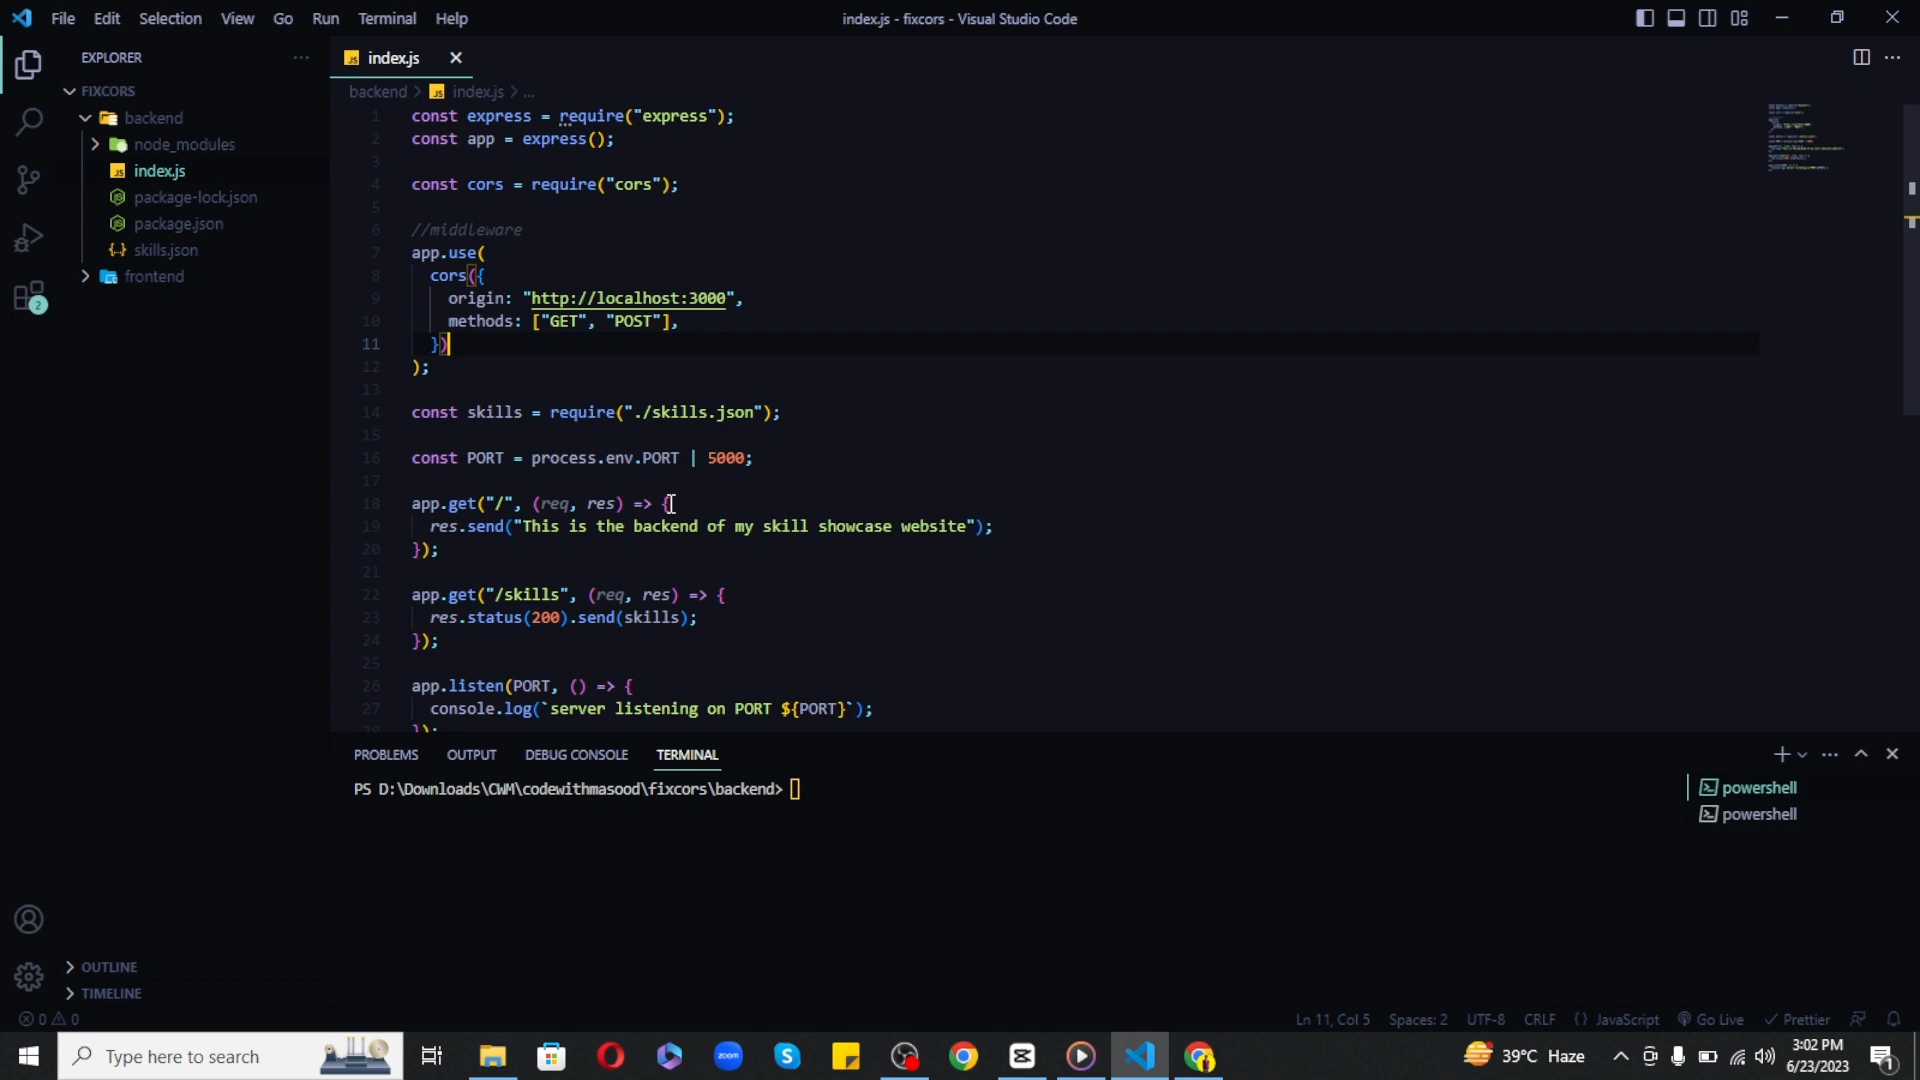 File Edit Selection View Go Run Terminal Help
index.js - fixcors - Visual Studio Code
EXPLORER
FIXCORS
backend
node_modules
index.js
package-lock.json
package.json
skills.json
frontend
2
OUTLINE
TIMELINE
JS index.js
backend > JS index.js > ...
1 const express = require("express");
2 const app = express();
3
4 const cors = require("cors");
5
6 //middleware
7 app.use(
8 cors({
9 origin: "http://localhost:3000",
10 methods: ["GET", "POST"],
11 })
12 );
13
14 const skills = require("./skills.json");
15
16 const PORT = process.env.PORT | 5000;
17
18 app.get("/", (req, res) => {
19 res.send("This is the backend of my skill showcase website");
20 });
21
22 app.get("/skills", (req, res) => {
23 res.status(200).send(skills);
24 });
25
26 app.listen(PORT, () => {
27 console.log(`server listening on PORT ${PORT}`);
28 });
PROBLEMS OUTPUT DEBUG CONSOLE TERMINAL
PS D:\Downloads\CWM\codewithmasood\fixcors\backend>
powershell
powershell
0 0
Ln 11, Col 5 Spaces: 2 UTF-8 CRLF {} JavaScript Go Live Prettier
Type here to search
zoom
39°C Haze
3:02 PM
6/23/2023
1